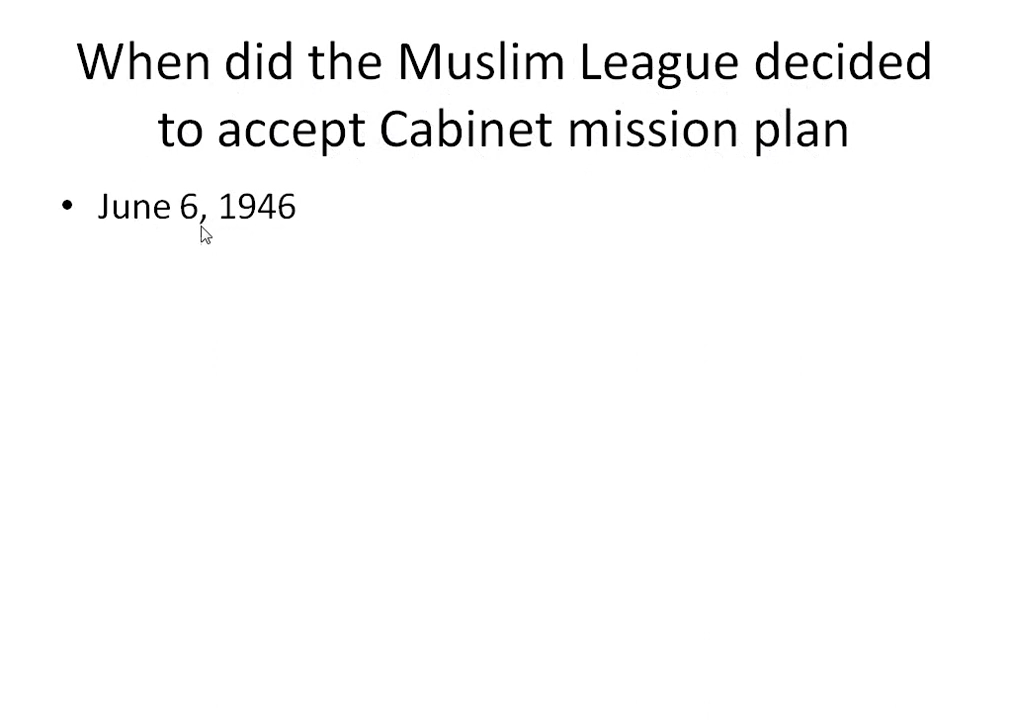 When did the Muslim League decided
to accept Cabinet mission plan
• June 6, 1946